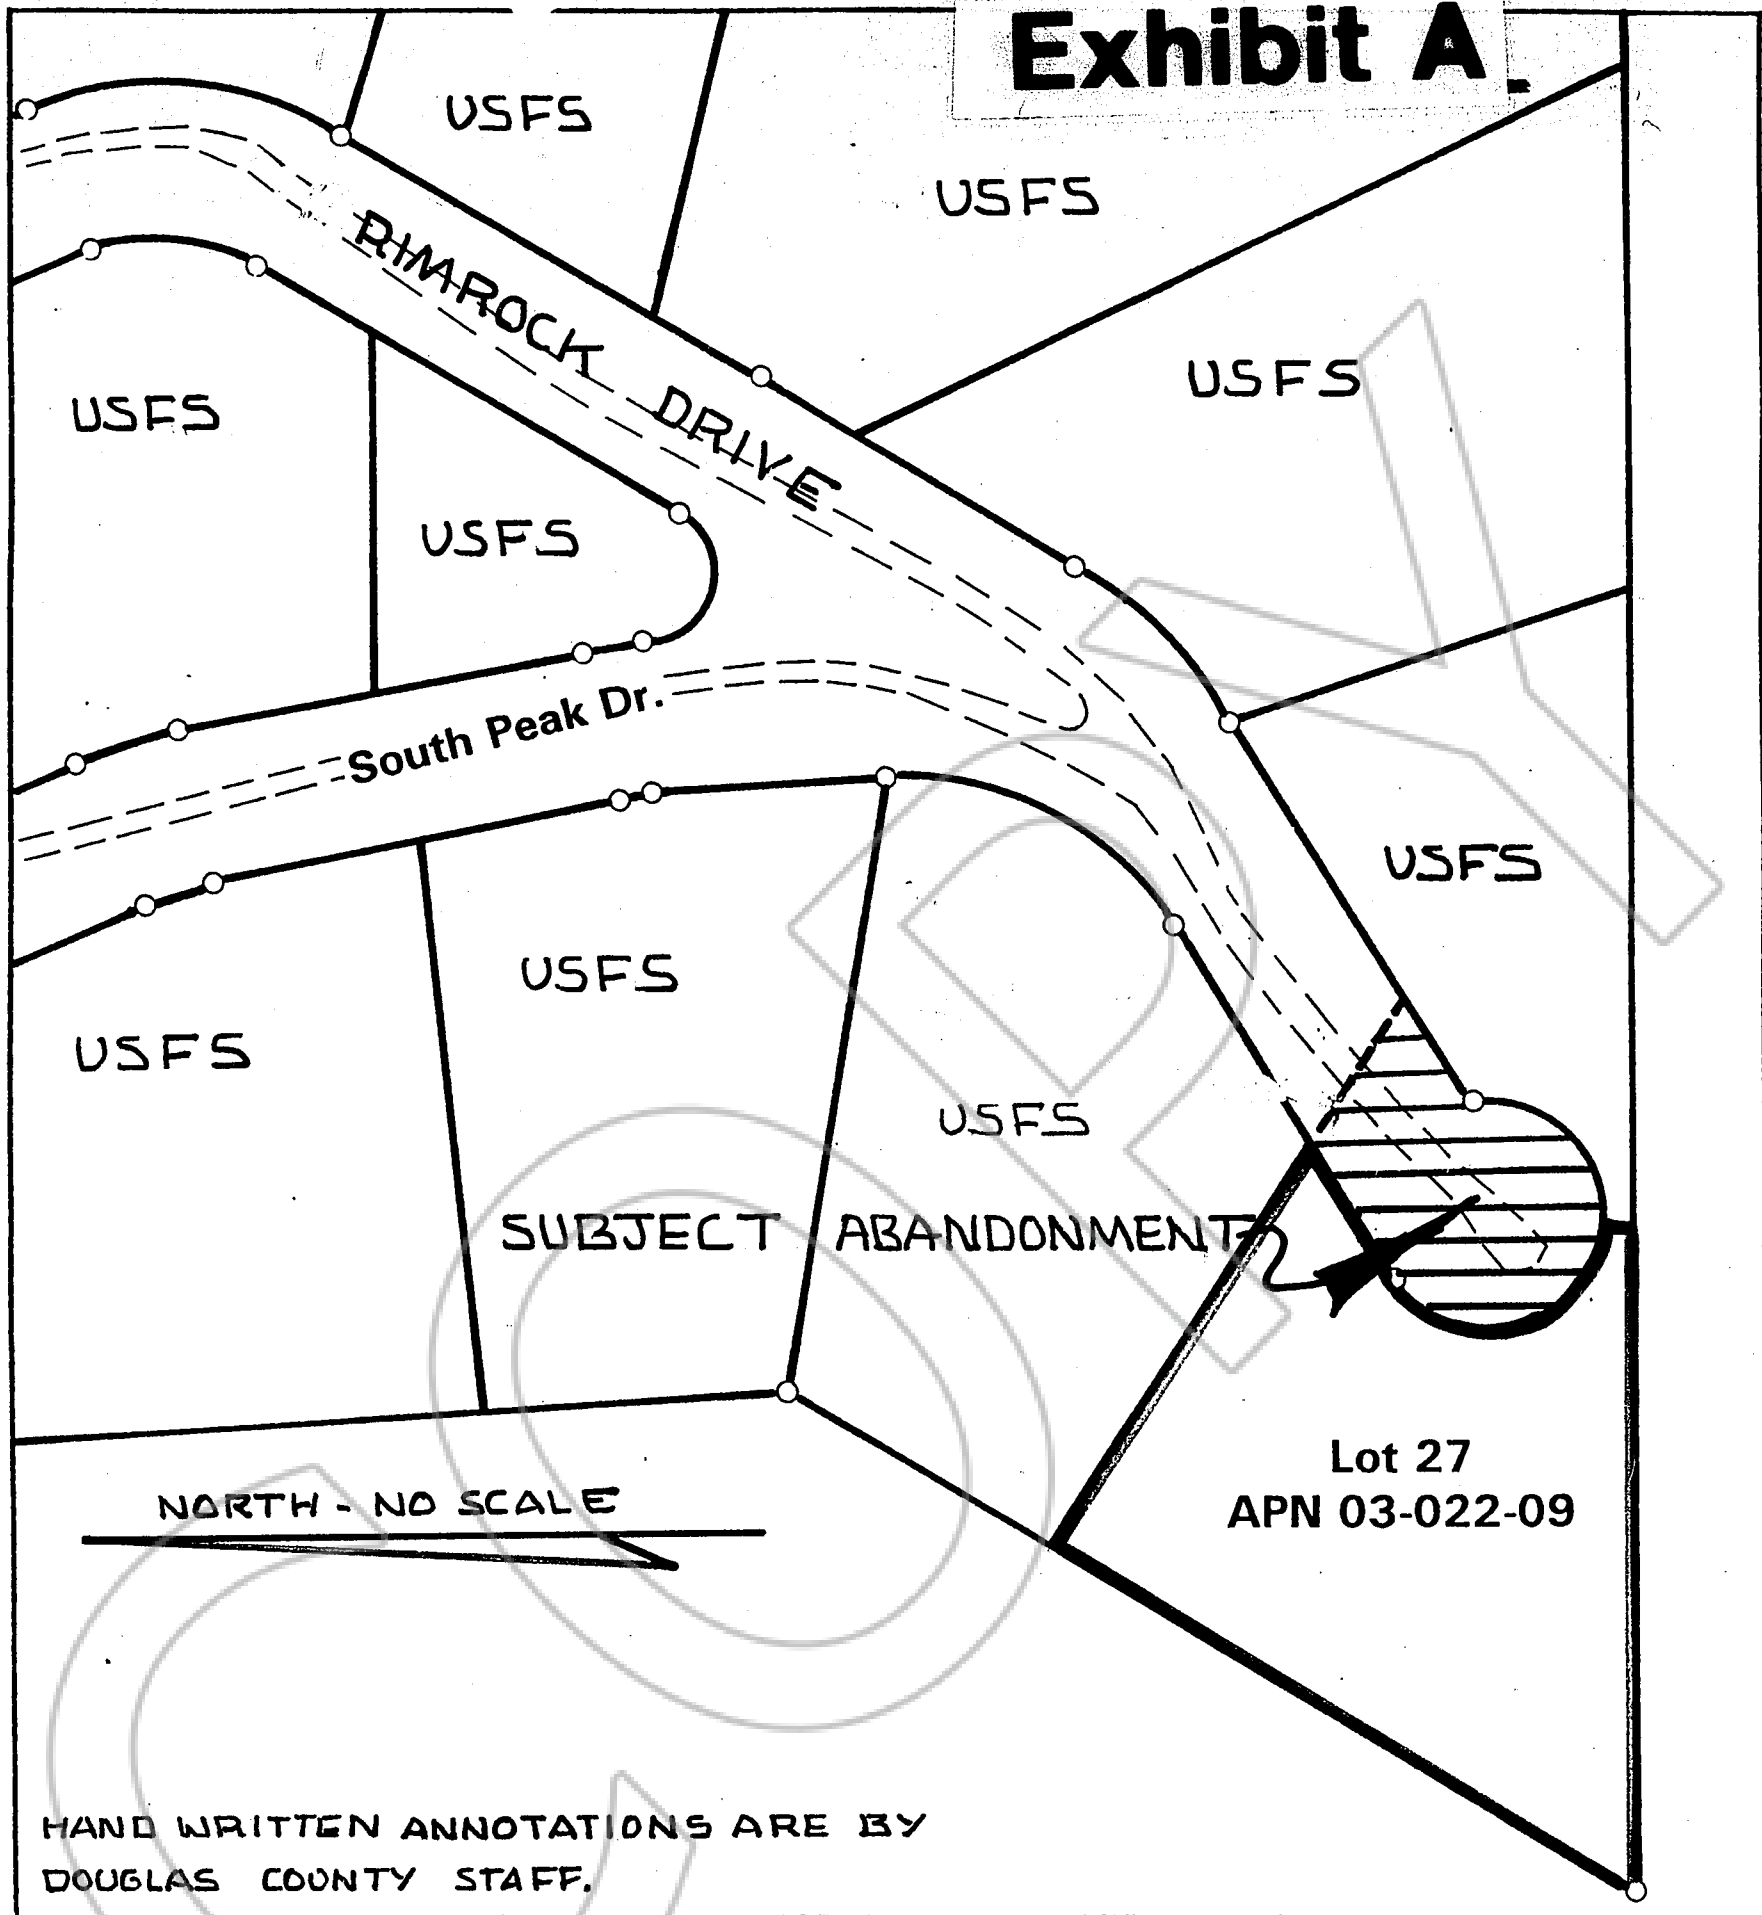 Exhibit A
USFS
USFS
RIMROCK DRIVE
USFS
USFS
USFS
South Peak Dr.
USFS
USFS
USFS
USFS
SUBJECT ABANDONMENT
Lot 27
APN 03-022-09
NORTH - NO SCALE
HAND WRITTEN ANNOTATIONS ARE BY
DOUGLAS COUNTY STAFF.
COPY